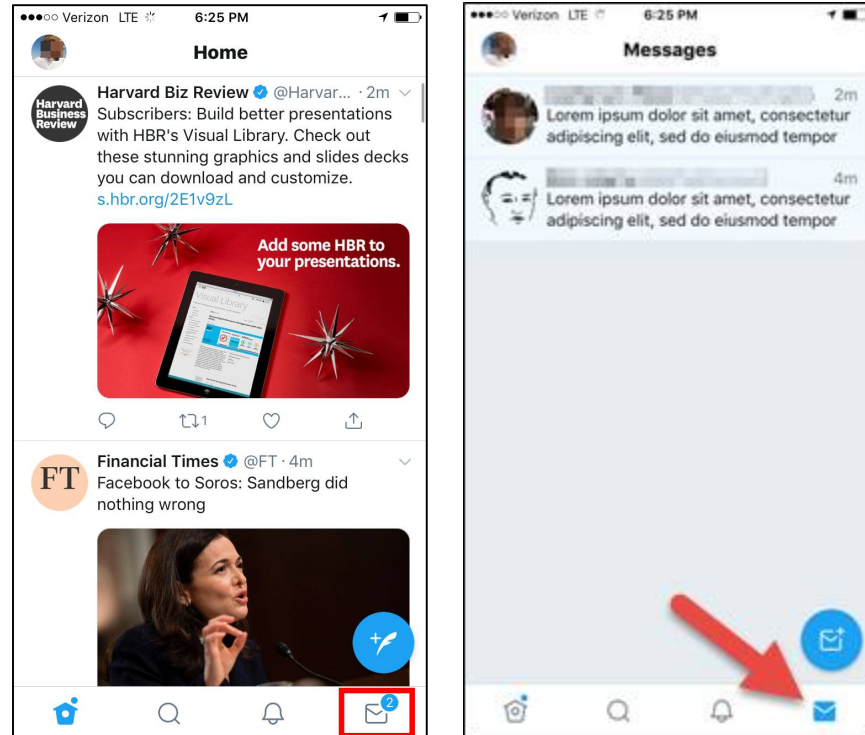 ●●●○○ Verizon LTE 6:25 PM
Home
Harvard Business Review
Harvard Biz Review @Harvar... · 2m
Subscribers: Build better presentations
with HBR's Visual Library. Check out
these stunning graphics and slides decks
you can download and customize.
s.hbr.org/2E1v9zL
Add some HBR to
your presentations.
Visual Library
1
FT
Financial Times @FT · 4m
Facebook to Soros: Sandberg did
nothing wrong
2
●●●○○ Verizon LTE 6:25 PM
Messages
2m
Lorem ipsum dolor sit amet, consectetur
adipiscing elit, sed do eiusmod tempor
4m
Lorem ipsum dolor sit amet, consectetur
adipiscing elit, sed do eiusmod tempor